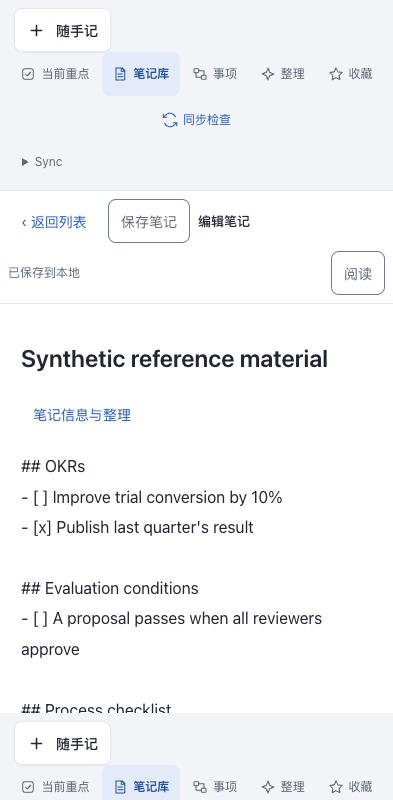 + 随手记
当前重点 笔记库 事项 整理 收藏
同步检查
▶ Sync
‹ 返回列表 保存笔记 编辑笔记
已保存到本地 阅读
Synthetic reference material
笔记信息与整理
## OKRs
- [ ] Improve trial conversion by 10%
- [x] Publish last quarter's result
## Evaluation conditions
- [ ] A proposal passes when all reviewers
approve
## Process checklist
+ 随手记
当前重点 笔记库 事项 整理 收藏